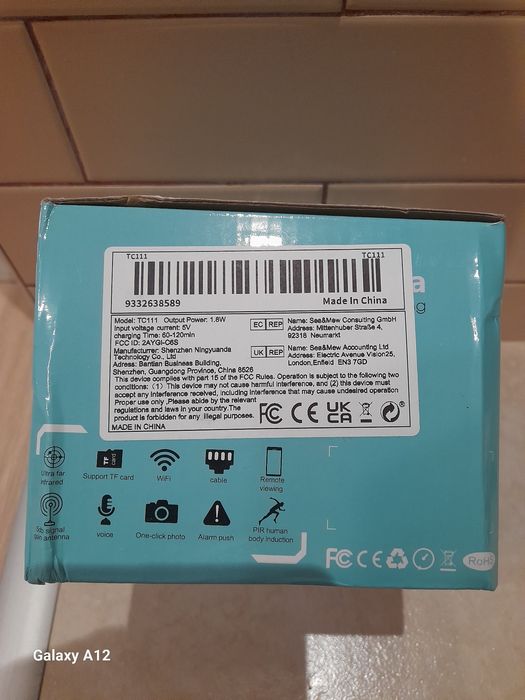 TC111 TC111
9332638589 Made In China
a
g
Model: TC111 Output Power: 1.8W
Input voltage current: 5V
charging Time: 60-120min
FCC ID: 2AYGI-C6S
Manufacturer: Shenzhen Ningyuanda
Technology Co., Ltd
Adress: Bantian Business Building,
Shenzhen, Guangdong Province, China 8526
EC REP Name: Sea&Mew Consulting GmbH
Address: Mittenhuber Straße 4,
92318 Neumarkt
UK REP Name: Sea&Mew Accounting Ltd
Address: Electric Avenue Vision25,
London,Enfield EN3 7GD
This device compiles with part 15 of the FCC Rules. Operation is subject to the following two
conditions: (1) This device may not cause harmful interference, and (2) this device must
accept any interference received, including interference that may cause undesired operation
Proper use only ,Please abide by the relevant
regulations and laws in your country.The
product is forbidden for any illegal purposes.
MADE IN CHINA
FC CE UK CA
Ultra far
infrared
TF card
Support TF card
WiFi
cable
Remote
viewing
5db signal
antenna
voice
One-click photo
Alarm push
PIR human
body induction
FC CE RoHS
Galaxy A12